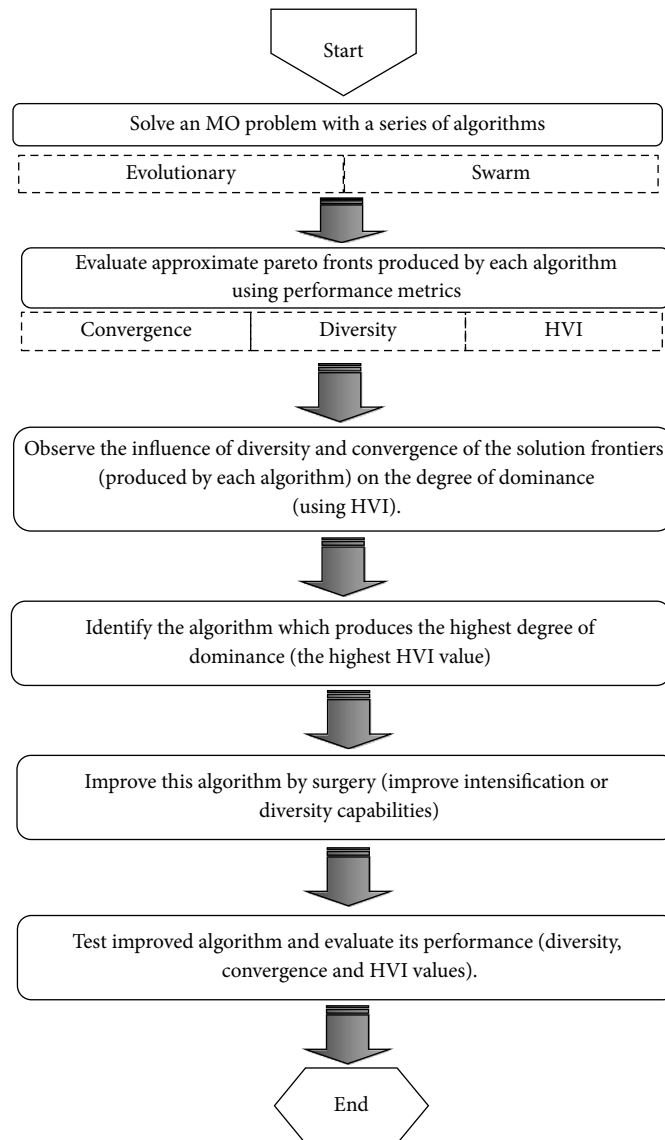 Start
Solve an MO problem with a series of algorithms
Evolutionary
Swarm
Evaluate approximate pareto fronts produced by each algorithm
using performance metrics
Convergence
Diversity
HVI
Observe the influence of diversity and convergence of the solution frontiers
(produced by each algorithm) on the degree of dominance
(using HVI).
Identify the algorithm which produces the highest degree of
dominance (the highest HVI value)
Improve this algorithm by surgery (improve intensification or
diversity capabilities)
Test improved algorithm and evaluate its performance (diversity,
convergence and HVI values).
End